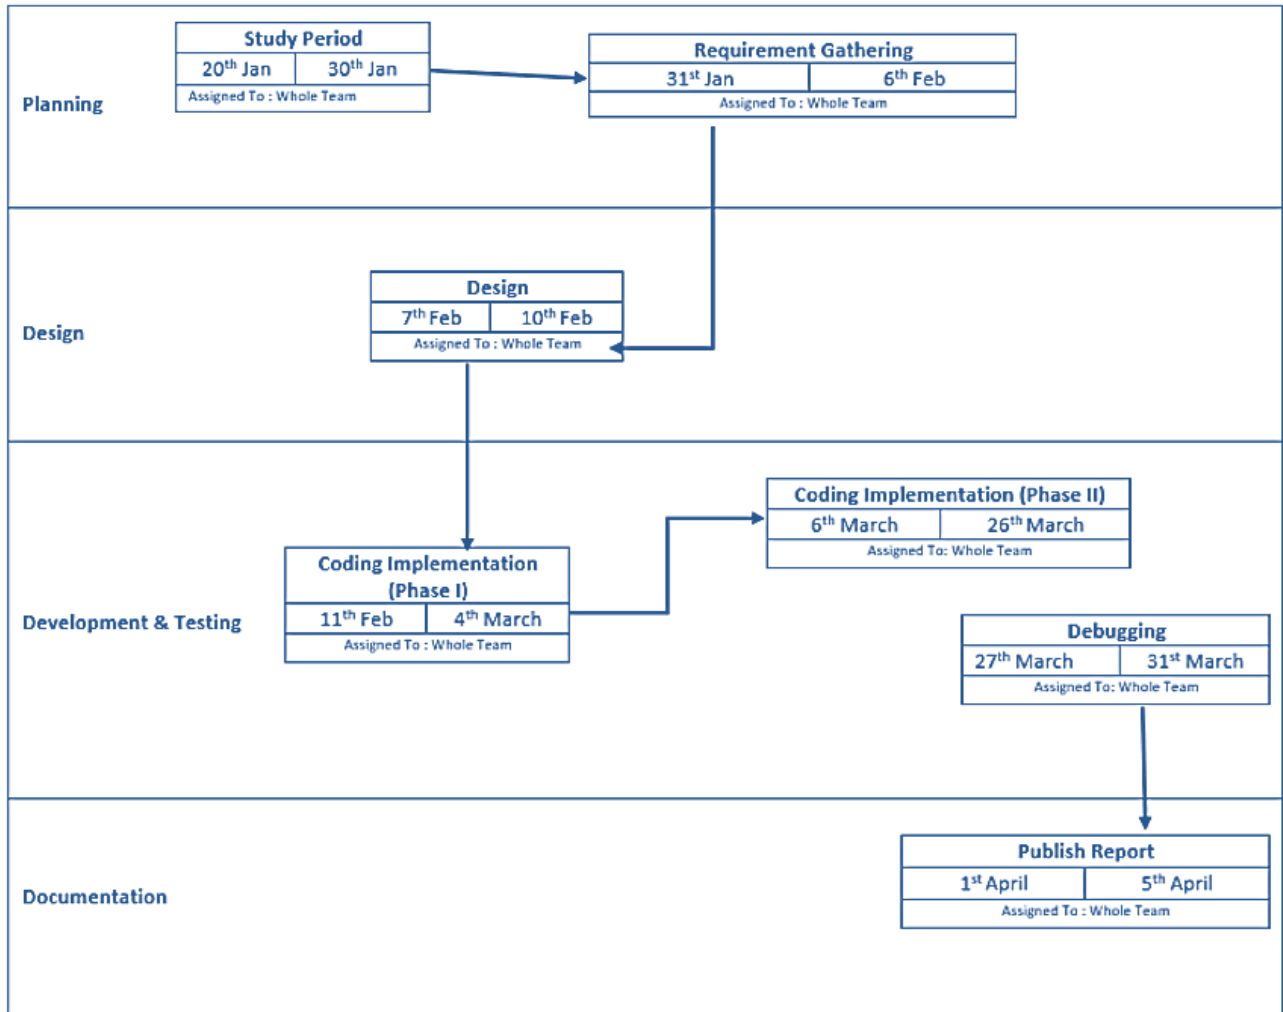 Planning
Study Period
20th Jan 30th Jan
Assigned To : Whole Team
Requirement Gathering
31st Jan 6th Feb
Assigned To : Whole Team
Design
Design
7th Feb 10th Feb
Assigned To : Whole Team
Development & Testing
Coding Implementation
(Phase I)
11th Feb 4th March
Assigned To : Whole Team
Coding Implementation (Phase II)
6th March 26th March
Assigned To: Whole Team
Debugging
27th March 31st March
Assigned To: Whole Team
Documentation
Publish Report
1st April 5th April
Assigned To : Whole Team